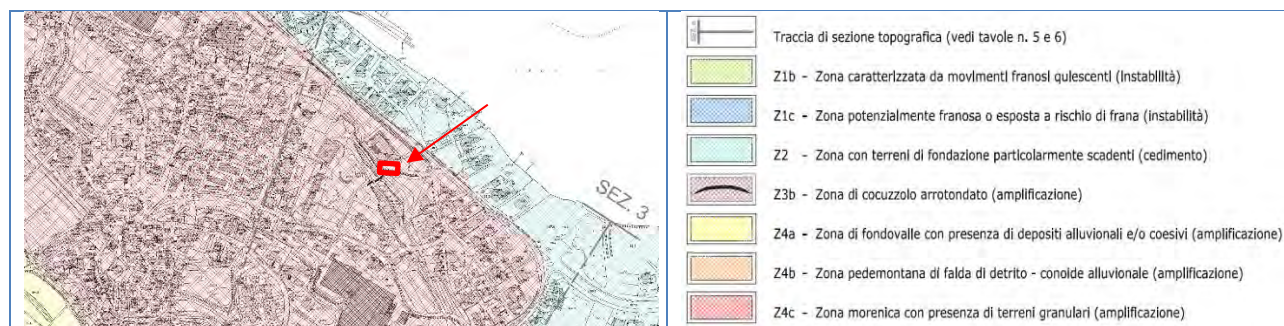 SEZ. 3
Traccia di sezione topografica (vedi tavole n. 5 e 6)
Z1b - Zona caratterizzata da movimenti franosi quiescenti (instabilità)
Z1c - Zona potenzialmente franosa o esposta a rischio di frana (instabilità)
Z2 - Zona con terreni di fondazione particolarmente scadenti (cedimento)
Z3b - Zona di cocuzzolo arrotondato (amplificazione)
Z4a - Zona di fondovalle con presenza di depositi alluvionali e/o coesivi (amplificazione)
Z4b - Zona pedemontana di falda di detrito - conoide alluvionale (amplificazione)
Z4c - Zona morenica con presenza di terreni granulari (amplificazione)